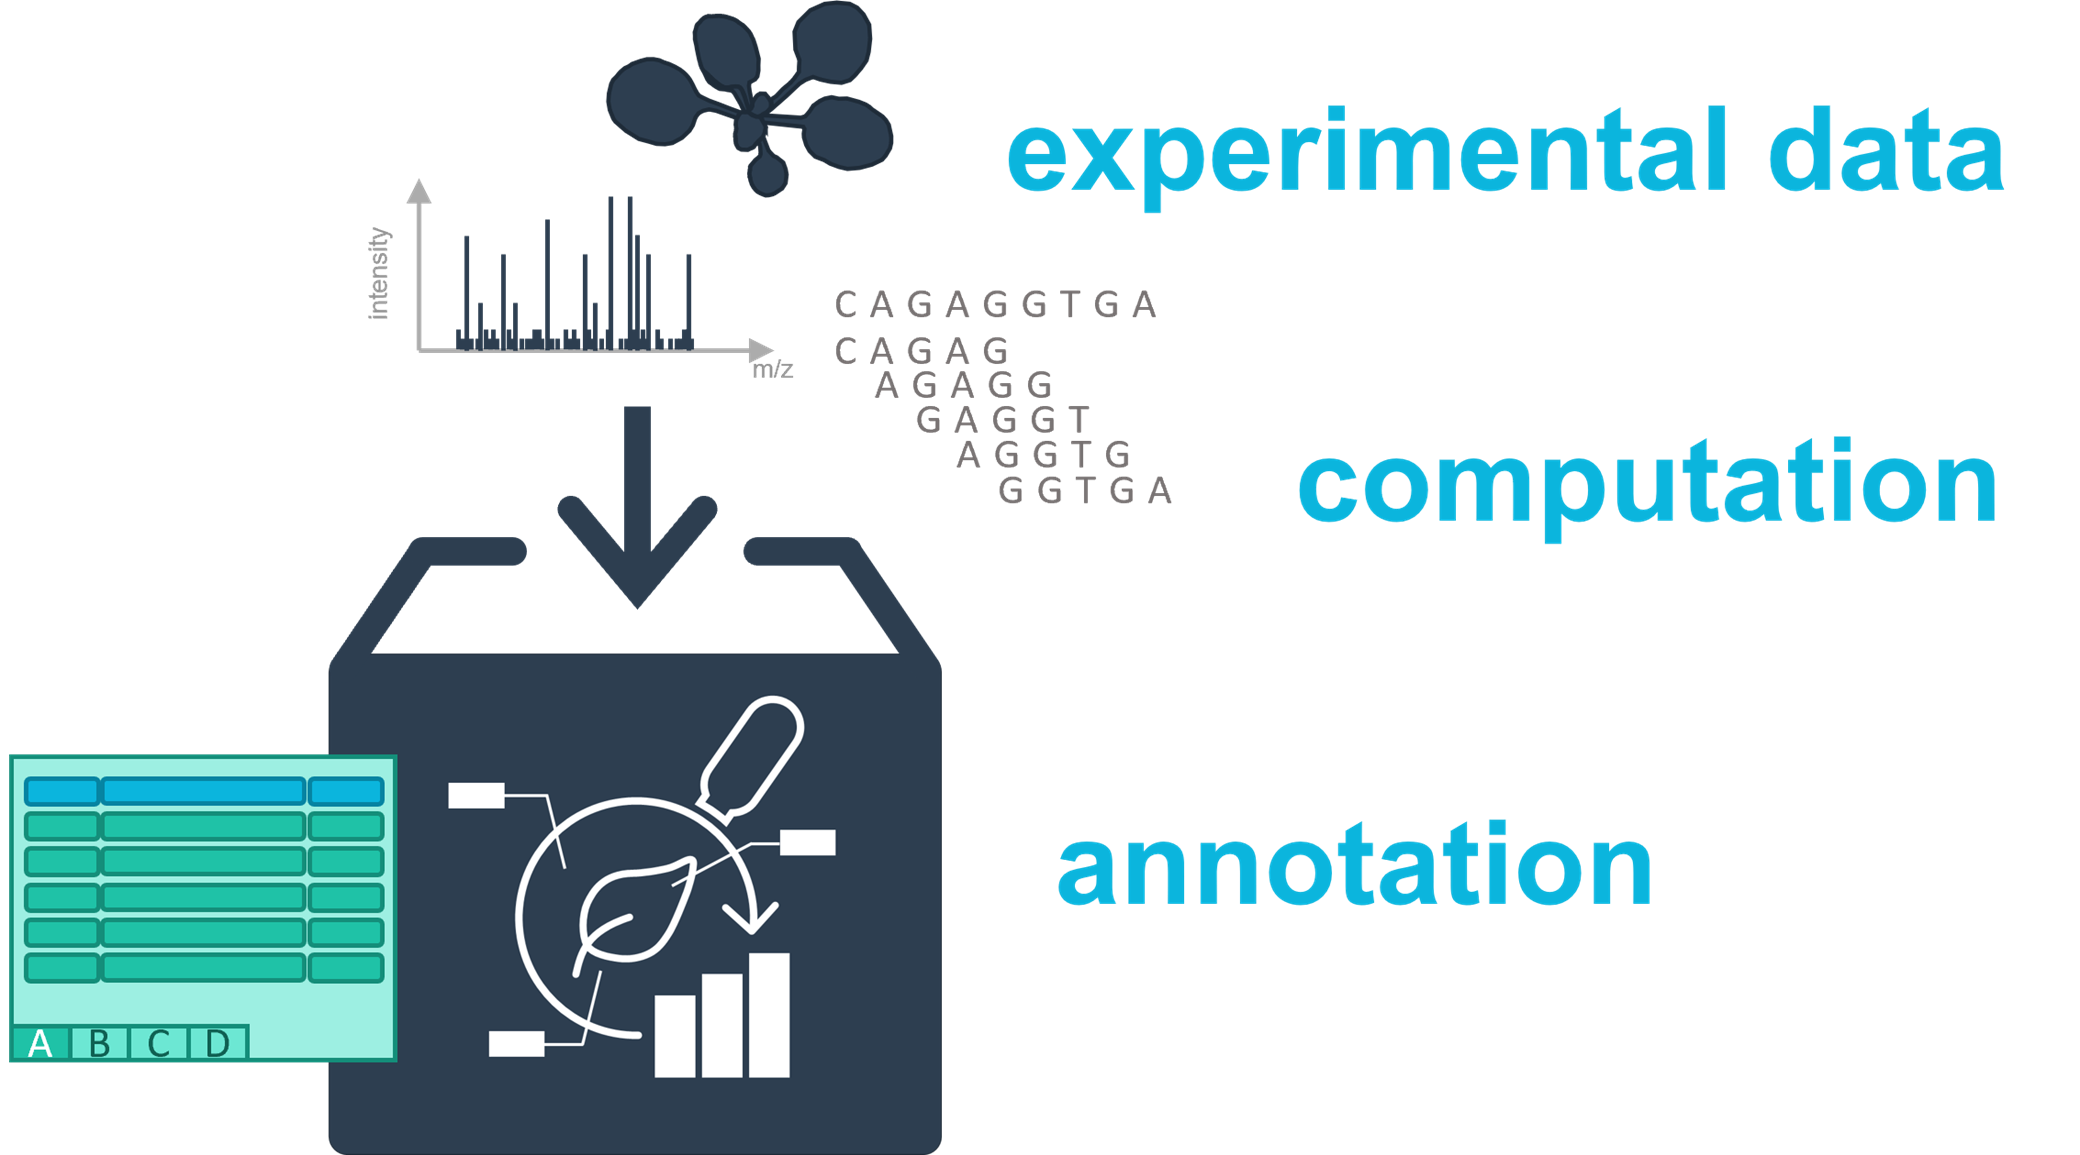 experimental data
intensity
m/z
C A G A G G T G A
C A G A G
A G A G G
G A G G T
A G G T G
G G T G A
computation
annotation
A B C D